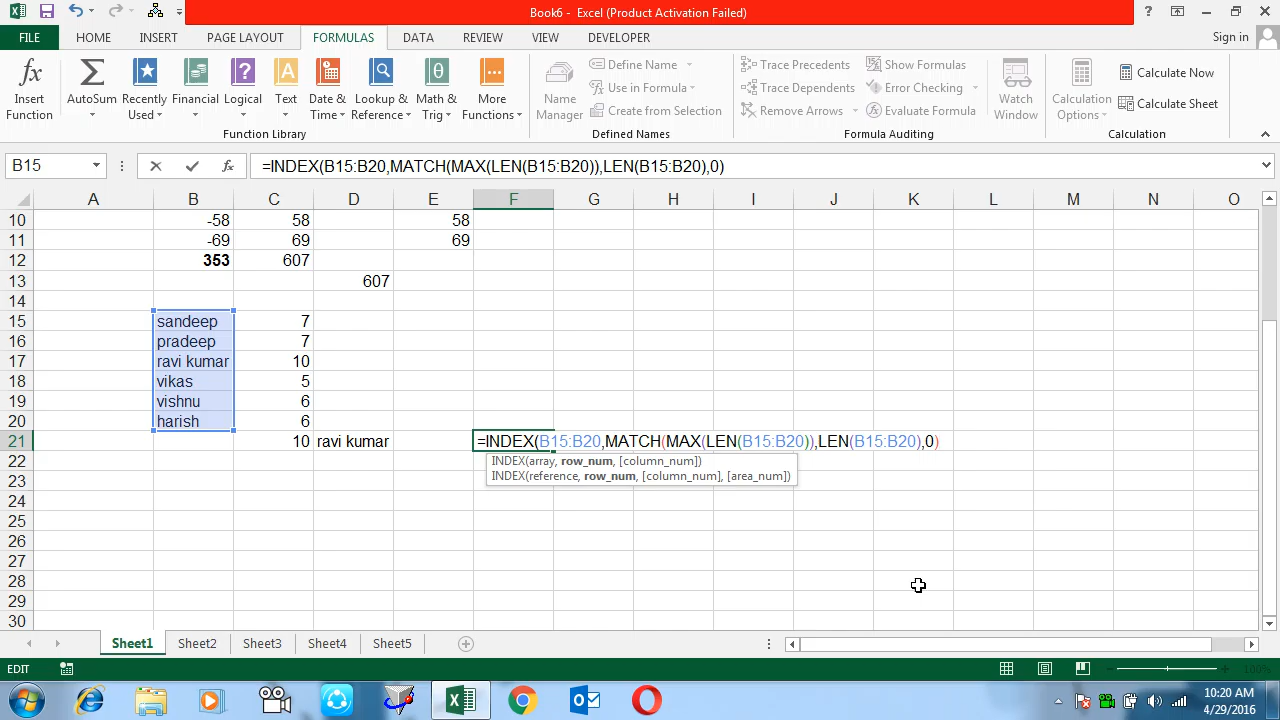 Book6 - Excel (Product Activation Failed)
FILE HOME INSERT PAGE LAYOUT FORMULAS DATA REVIEW VIEW DEVELOPER Sign in
Insert Function
AutoSum
Recently Used
Financial
Logical
Text
Date & Time
Lookup & Reference
Math & Trig
More Functions
Function Library
Name Manager
Define Name
Use in Formula
Create from Selection
Defined Names
Trace Precedents
Trace Dependents
Remove Arrows
Show Formulas
Error Checking
Evaluate Formula
Formula Auditing
Watch Window
Calculation Options
Calculate Now
Calculate Sheet
Calculation
B15 fx =INDEX(B15:B20,MATCH(MAX(LEN(B15:B20)),LEN(B15:B20),0)
A B C D E F G H I J K L M N O
10 -58 58 58
11 -69 69 69
12 353 607
13 607
14
15 sandeep 7
16 pradeep 7
17 ravi kumar 10
18 vikas 5
19 vishnu 6
20 harish 6
21 10 ravi kumar =INDEX(B15:B20,MATCH(MAX(LEN(B15:B20)),LEN(B15:B20),0)
22 INDEX(array, row_num, [column_num])
INDEX(reference, row_num, [column_num], [area_num])
23
24
25
26
27
28
29
30
Sheet1 Sheet2 Sheet3 Sheet4 Sheet5
EDIT 100%
10:20 AM
4/29/2016